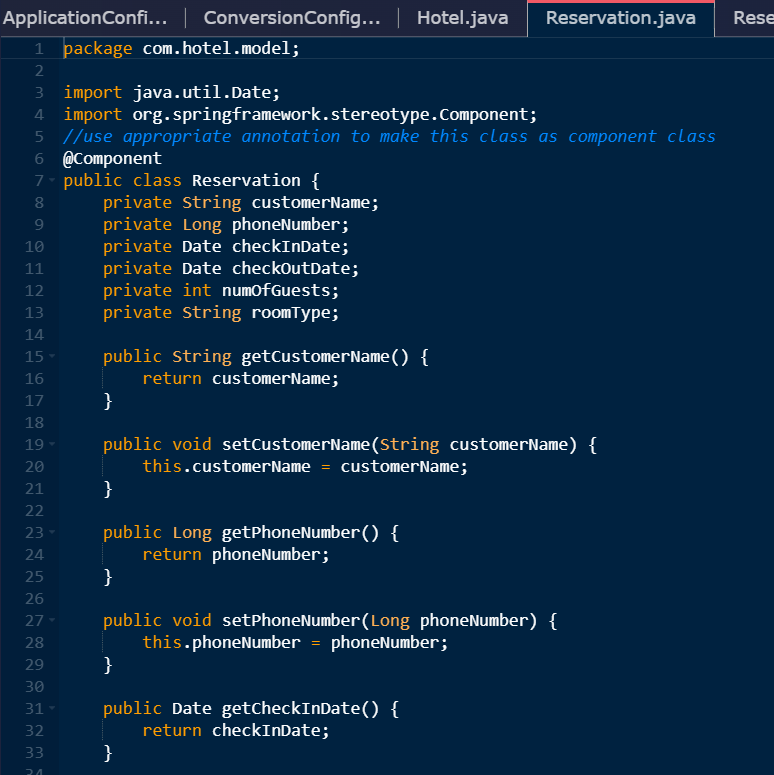 ApplicationConfi... ConversionConfig... Hotel.java Reservation.java Rese
1 package com.hotel.model;
2
3 import java.util.Date;
4 import org.springframework.stereotype.Component;
5 //use appropriate annotation to make this class as component class
6 @Component
7 public class Reservation {
8 private String customerName;
9 private Long phoneNumber;
10 private Date checkInDate;
11 private Date checkOutDate;
12 private int numOfGuests;
13 private String roomType;
14
15 public String getCustomerName() {
16 return customerName;
17 }
18
19 public void setCustomerName(String customerName) {
20 this.customerName = customerName;
21 }
22
23 public Long getPhoneNumber() {
24 return phoneNumber;
25 }
26
27 public void setPhoneNumber(Long phoneNumber) {
28 this.phoneNumber = phoneNumber;
29 }
30
31 public Date getCheckInDate() {
32 return checkInDate;
33 }
34